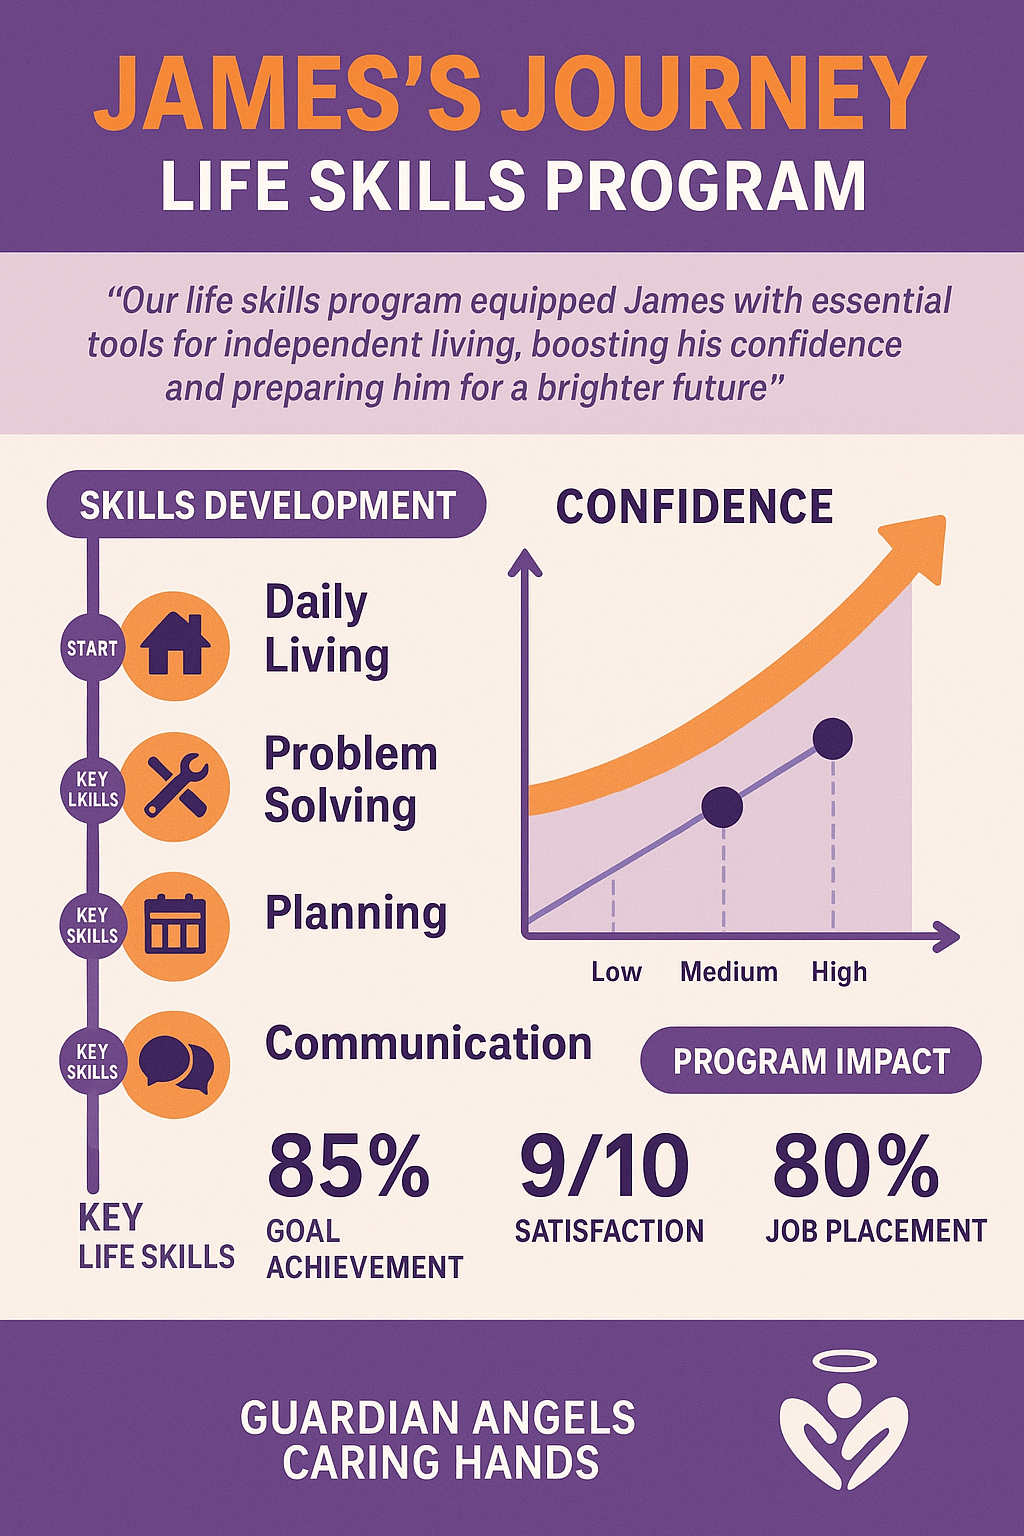 JAMES’S JOURNEY
LIFE SKILLS PROGRAM
“Our life skills program equipped James with essential
tools for independent living, boosting his confidence
and preparing him for a brighter future”
SKILLS DEVELOPMENT
START
Daily
Living
KEY
LKILLS
Problem
Solving
KEY
SKILLS
Planning
KEY
SKILLS
Communication
KEY
LIFE SKILLS
CONFIDENCE
Low Medium High
PROGRAM IMPACT
85%
GOAL
ACHIEVEMENT
9/10
SATISFACTION
80%
JOB PLACEMENT
GUARDIAN ANGELS
CARING HANDS